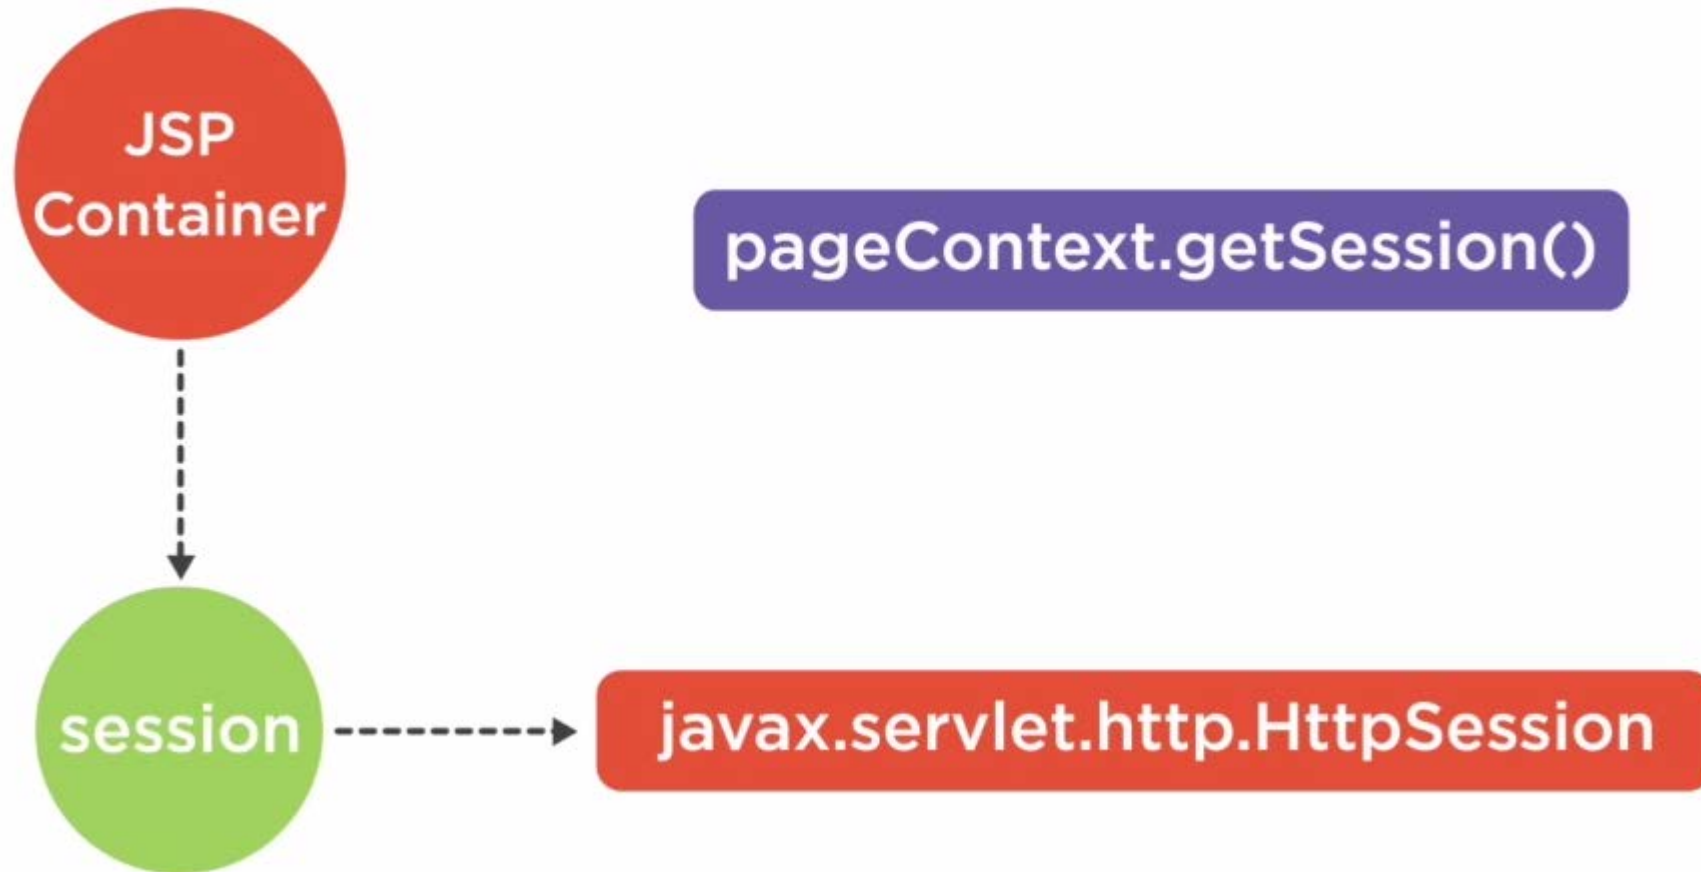 JSP
Container
pageContext.getSession()
session
javax.servlet.http.HttpSession